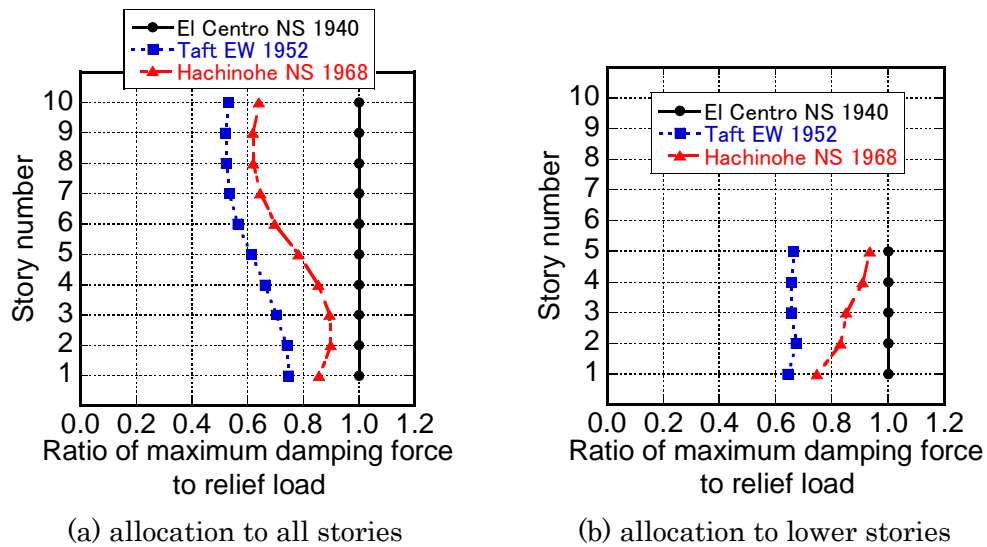 El Centro NS 1940
Taft EW 1952
Hachinohe NS 1968
10
9
8
7
6
5
4
3
2
1
Story number
0.0 0.2 0.4 0.6 0.8 1.0 1.2
Ratio of maximum damping force
to relief load
(a) allocation to all stories
El Centro NS 1940
Taft EW 1952
Hachinohe NS 1968
10
9
8
7
6
5
4
3
2
1
Story number
0.0 0.2 0.4 0.6 0.8 1.0 1.2
Ratio of maximum damping force
to relief load
(b) allocation to lower stories